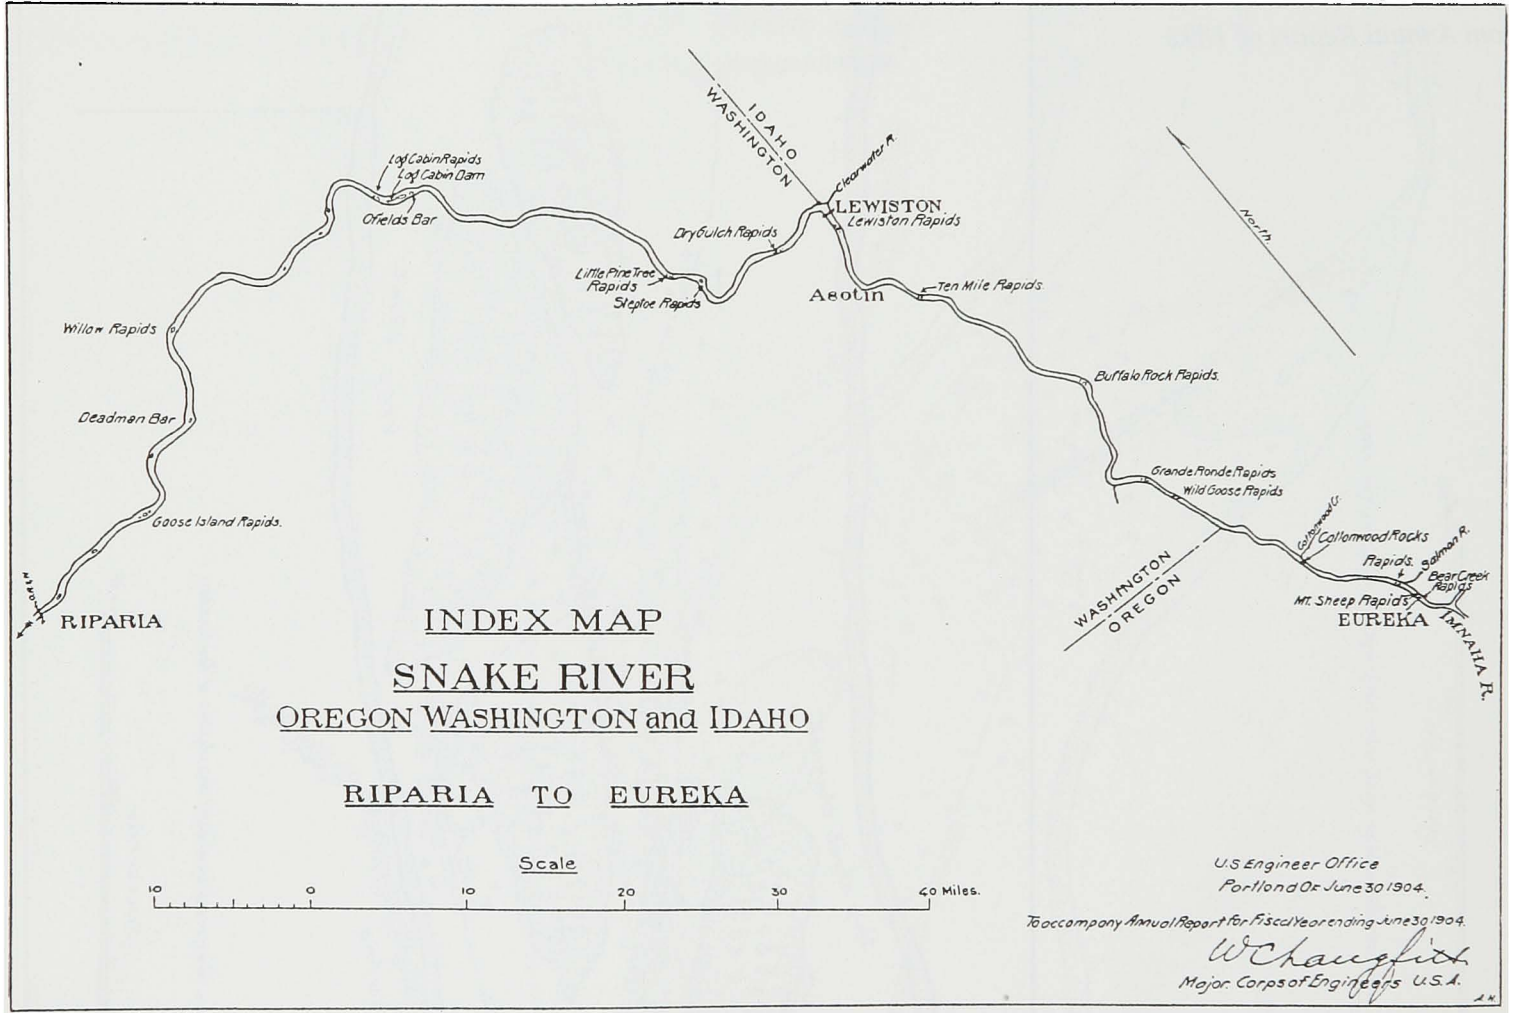 IDAHO
WASHINGTON
Clearwater R.
Log Cabin Rapids
Log Cabin Dam
Ofields Bar
LEWISTON
Lewiston Rapids
Dry Gulch Rapids
North.
Little Pine Tree
Rapids
Steptoe Rapids
Asotin
Ten Mile Rapids.
Willow Rapids
Buffalo Rock Rapids.
Deadman Bar
Grande Ronde Rapids
Wild Goose Rapids
Goose Island Rapids.
Cottonwood Cr.
Cottonwood Rocks
Rapids.
Salmon R.
Bear Creek
Rapids
Mt. Sheep Rapids
EUREKA
IMNAHA R.
WASHINGTON
OREGON
RIPARIA
INDEX MAP
SNAKE RIVER
OREGON WASHINGTON and IDAHO
RIPARIA TO EUREKA
Scale
10 0 10 20 30 40 Miles.
U.S Engineer Office
Portland Or June 30 1904.
To accompany Annual Report for Fiscal Year ending June 30, 1904.
Major. Corps of Engineers U.S.A.